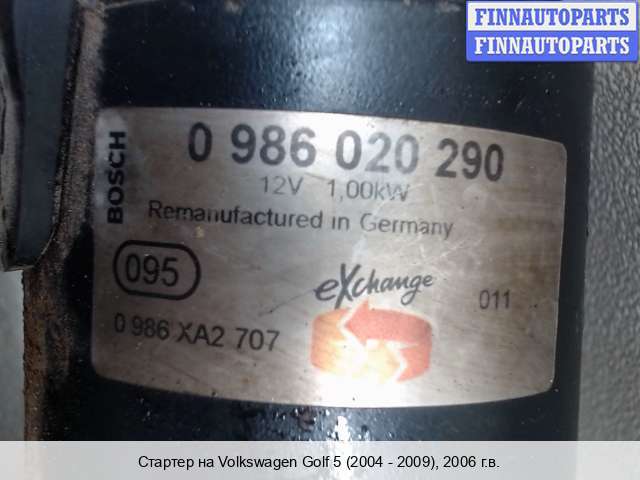 FINNAUTOPARTS
FINNAUTOPARTS
BOSCH
0 986 020 290
12V 1,00kW
Remanufactured in Germany
095
eXchange
011
0 986 XA2 707
Стартер на Volkswagen Golf 5 (2004 - 2009), 2006 г.в.